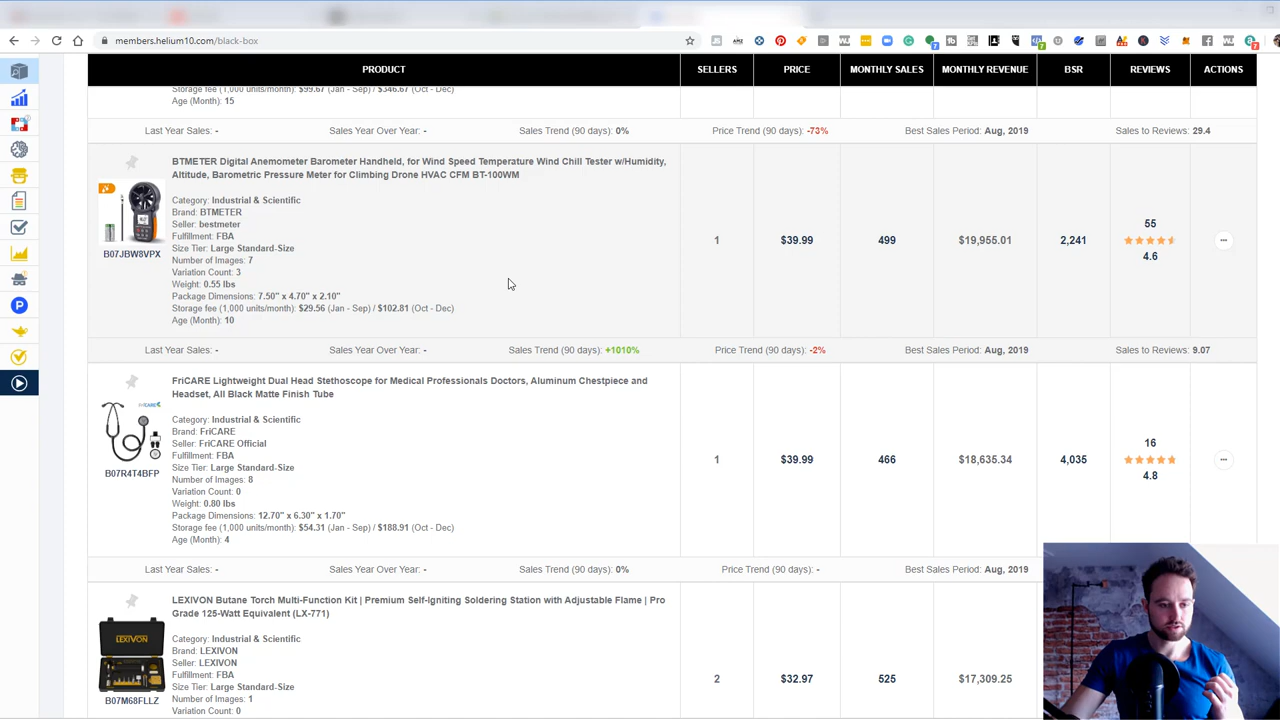 members.helium10.com/black-box
PRODUCT SELLERS PRICE MONTHLY SALES MONTHLY REVENUE BSR REVIEWS ACTIONS
Storage fee (1,000 units/month): $99.67 (Jan - Sep) / $346.67 (Oct - Dec)
Age (Month): 15
Last Year Sales: - Sales Year Over Year: - Sales Trend (90 days): 0% Price Trend (90 days): -73% Best Sales Period: Aug, 2019 Sales to Reviews: 29.4
BTMETER Digital Anemometer Barometer Handheld, for Wind Speed Temperature Wind Chill Tester w/Humidity,
Altitude, Barometric Pressure Meter for Climbing Drone HVAC CFM BT-100WM
Category: Industrial & Scientific
Brand: BTMETER
Seller: bestmeter
Fulfillment: FBA
Size Tier: Large Standard-Size
Number of Images: 7
Variation Count: 3
Weight: 0.55 lbs
Package Dimensions: 7.50" x 4.70" x 2.10"
Storage fee (1,000 units/month): $29.56 (Jan - Sep) / $102.81 (Oct - Dec)
Age (Month): 10
B07JBW8VPX
1 $39.99 499 $19,955.01 2,241
55
4.6
Last Year Sales: - Sales Year Over Year: - Sales Trend (90 days): +1010% Price Trend (90 days): -2% Best Sales Period: Aug, 2019 Sales to Reviews: 9.07
FriCARE Lightweight Dual Head Stethoscope for Medical Professionals Doctors, Aluminum Chestpiece and
Headset, All Black Matte Finish Tube
Category: Industrial & Scientific
Brand: FriCARE
Seller: FriCARE Official
Fulfillment: FBA
Size Tier: Large Standard-Size
Number of Images: 8
Variation Count: 0
Weight: 0.80 lbs
Package Dimensions: 12.70" x 6.30" x 1.70"
Storage fee (1,000 units/month): $54.31 (Jan - Sep) / $188.91 (Oct - Dec)
Age (Month): 4
B07R4T4BFP
1 $39.99 466 $18,635.34 4,035
16
4.8
Last Year Sales: - Sales Year Over Year: - Sales Trend (90 days): 0% Price Trend (90 days): - Best Sales Period: Aug, 2019
LEXIVON Butane Torch Multi-Function Kit | Premium Self-Igniting Soldering Station with Adjustable Flame | Pro
Grade 125-Watt Equivalent (LX-771)
Category: Industrial & Scientific
Brand: LEXIVON
Seller: LEXIVON
Fulfillment: FBA
Size Tier: Large Standard-Size
Number of Images: 1
Variation Count: 0
LEXIVON
B07M68FLLZ
2 $32.97 525 $17,309.25